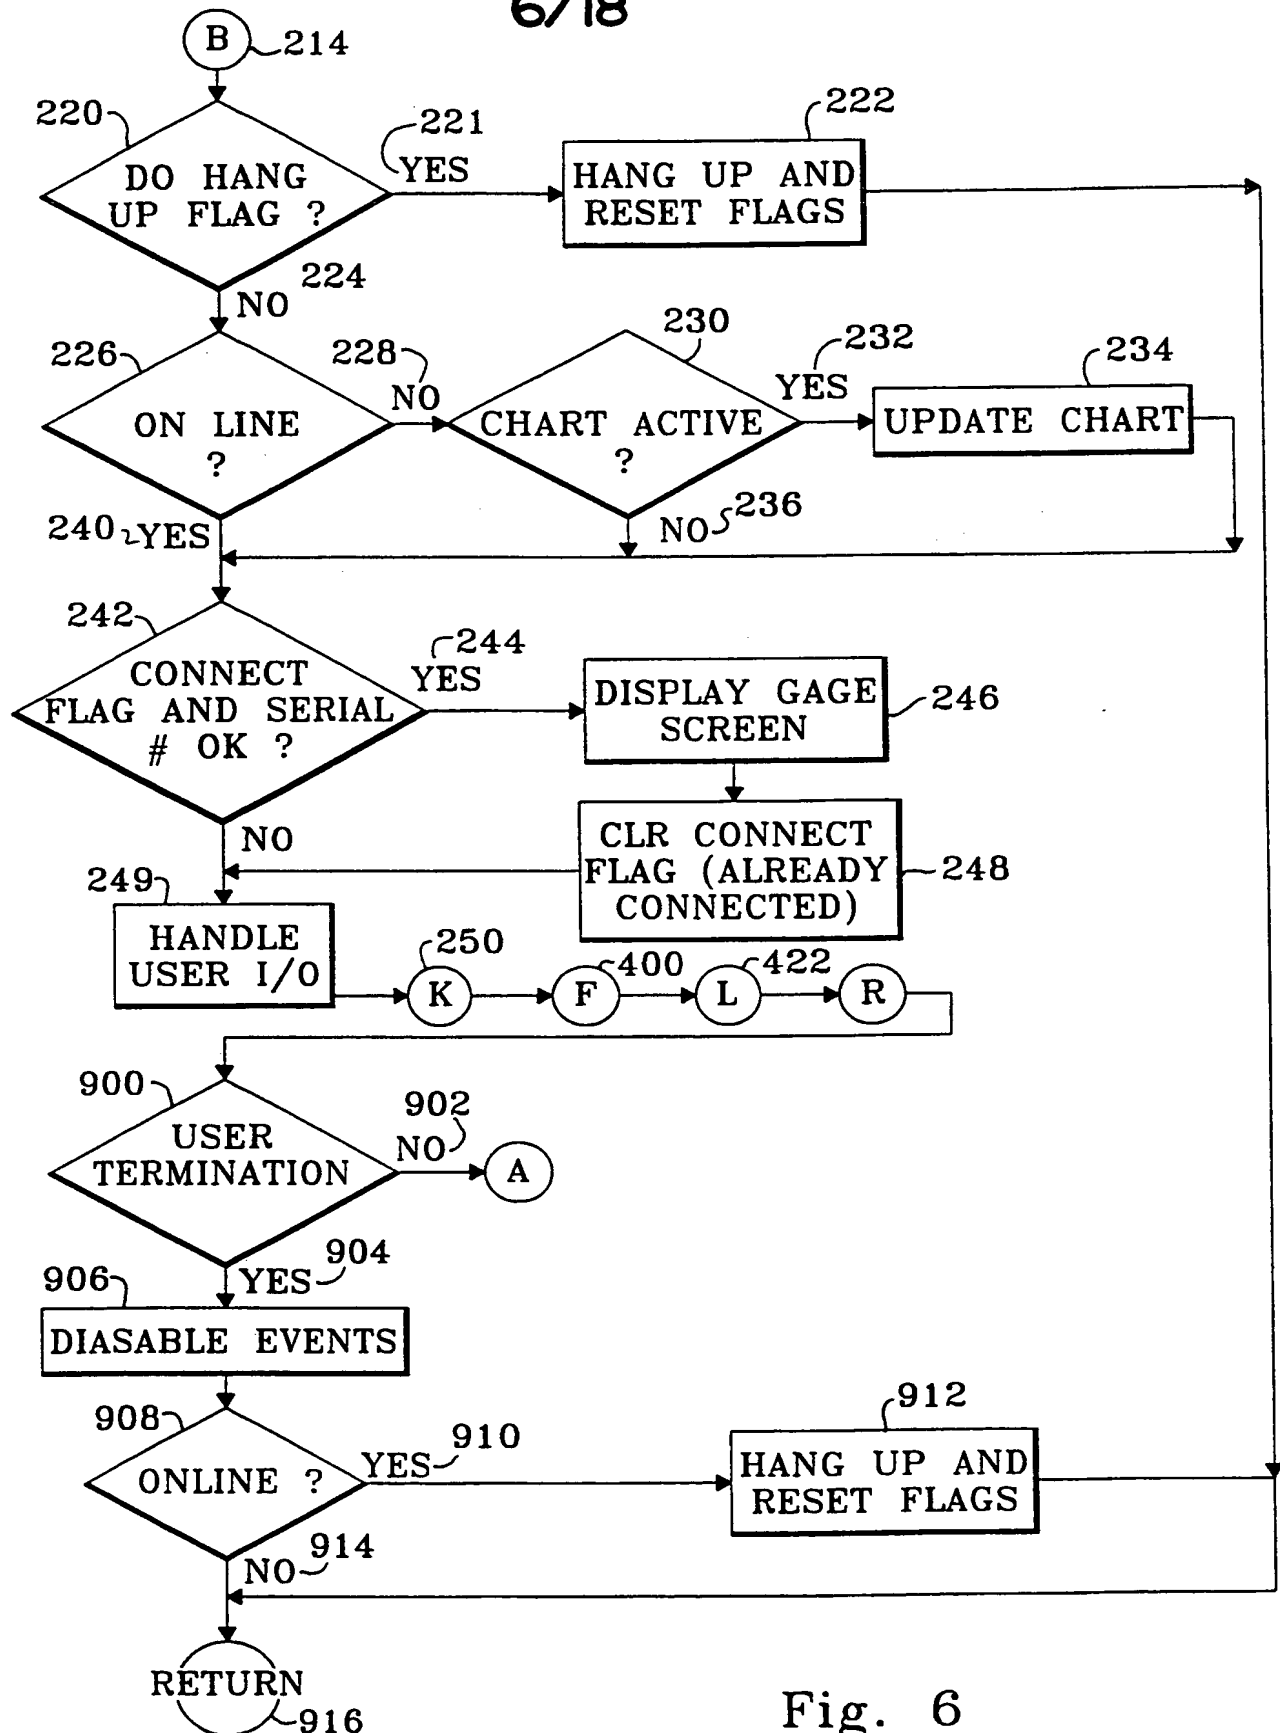 6/18
B
214
220
DO HANG
UP FLAG ?
221
YES
222
HANG UP AND
RESET FLAGS
224
NO
226
ON LINE
?
228
NO
230
CHART ACTIVE
?
232
YES
234
UPDATE CHART
NO
236
240
YES
242
CONNECT
FLAG AND SERIAL
# OK ?
244
YES
DISPLAY GAGE
SCREEN
246
NO
CLR CONNECT
FLAG (ALREADY
CONNECTED)
248
249
HANDLE
USER I/O
250
K
400
F
422
L
R
900
USER
TERMINATION
902
NO
A
904
YES
906
DIASABLE EVENTS
908
ONLINE ?
YES
910
912
HANG UP AND
RESET FLAGS
NO
914
RETURN
916
Fig. 6